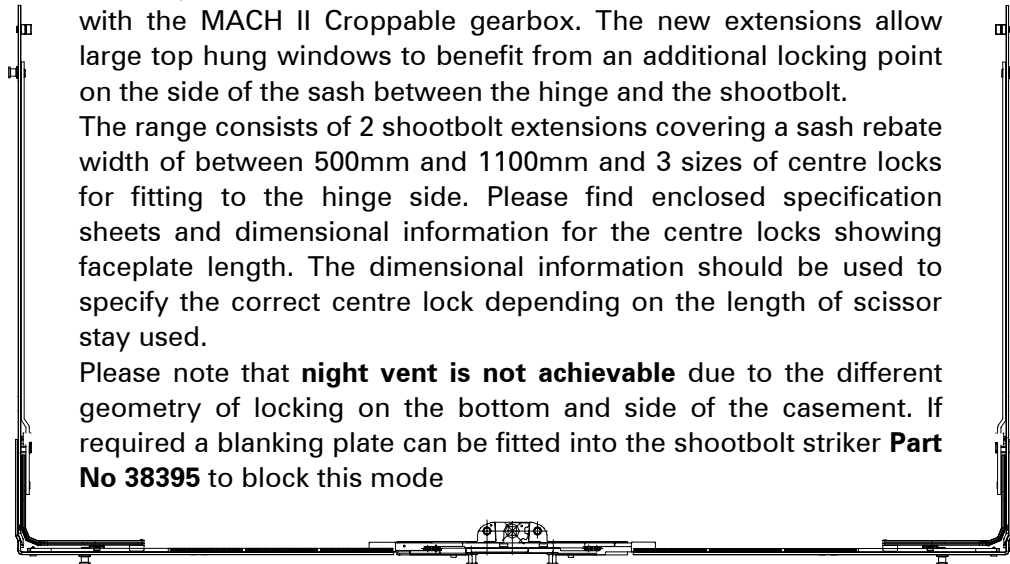 with the MACH II Croppable gearbox. The new extensions allow
large top hung windows to benefit from an additional locking point
on the side of the sash between the hinge and the shootbolt.
The range consists of 2 shootbolt extensions covering a sash rebate
width of between 500mm and 1100mm and 3 sizes of centre locks
for fitting to the hinge side. Please find enclosed specification
sheets and dimensional information for the centre locks showing
faceplate length. The dimensional information should be used to
specify the correct centre lock depending on the length of scissor
stay used.
Please note that night vent is not achievable due to the different
geometry of locking on the bottom and side of the casement. If
required a blanking plate can be fitted into the shootbolt striker Part
No 38395 to block this mode